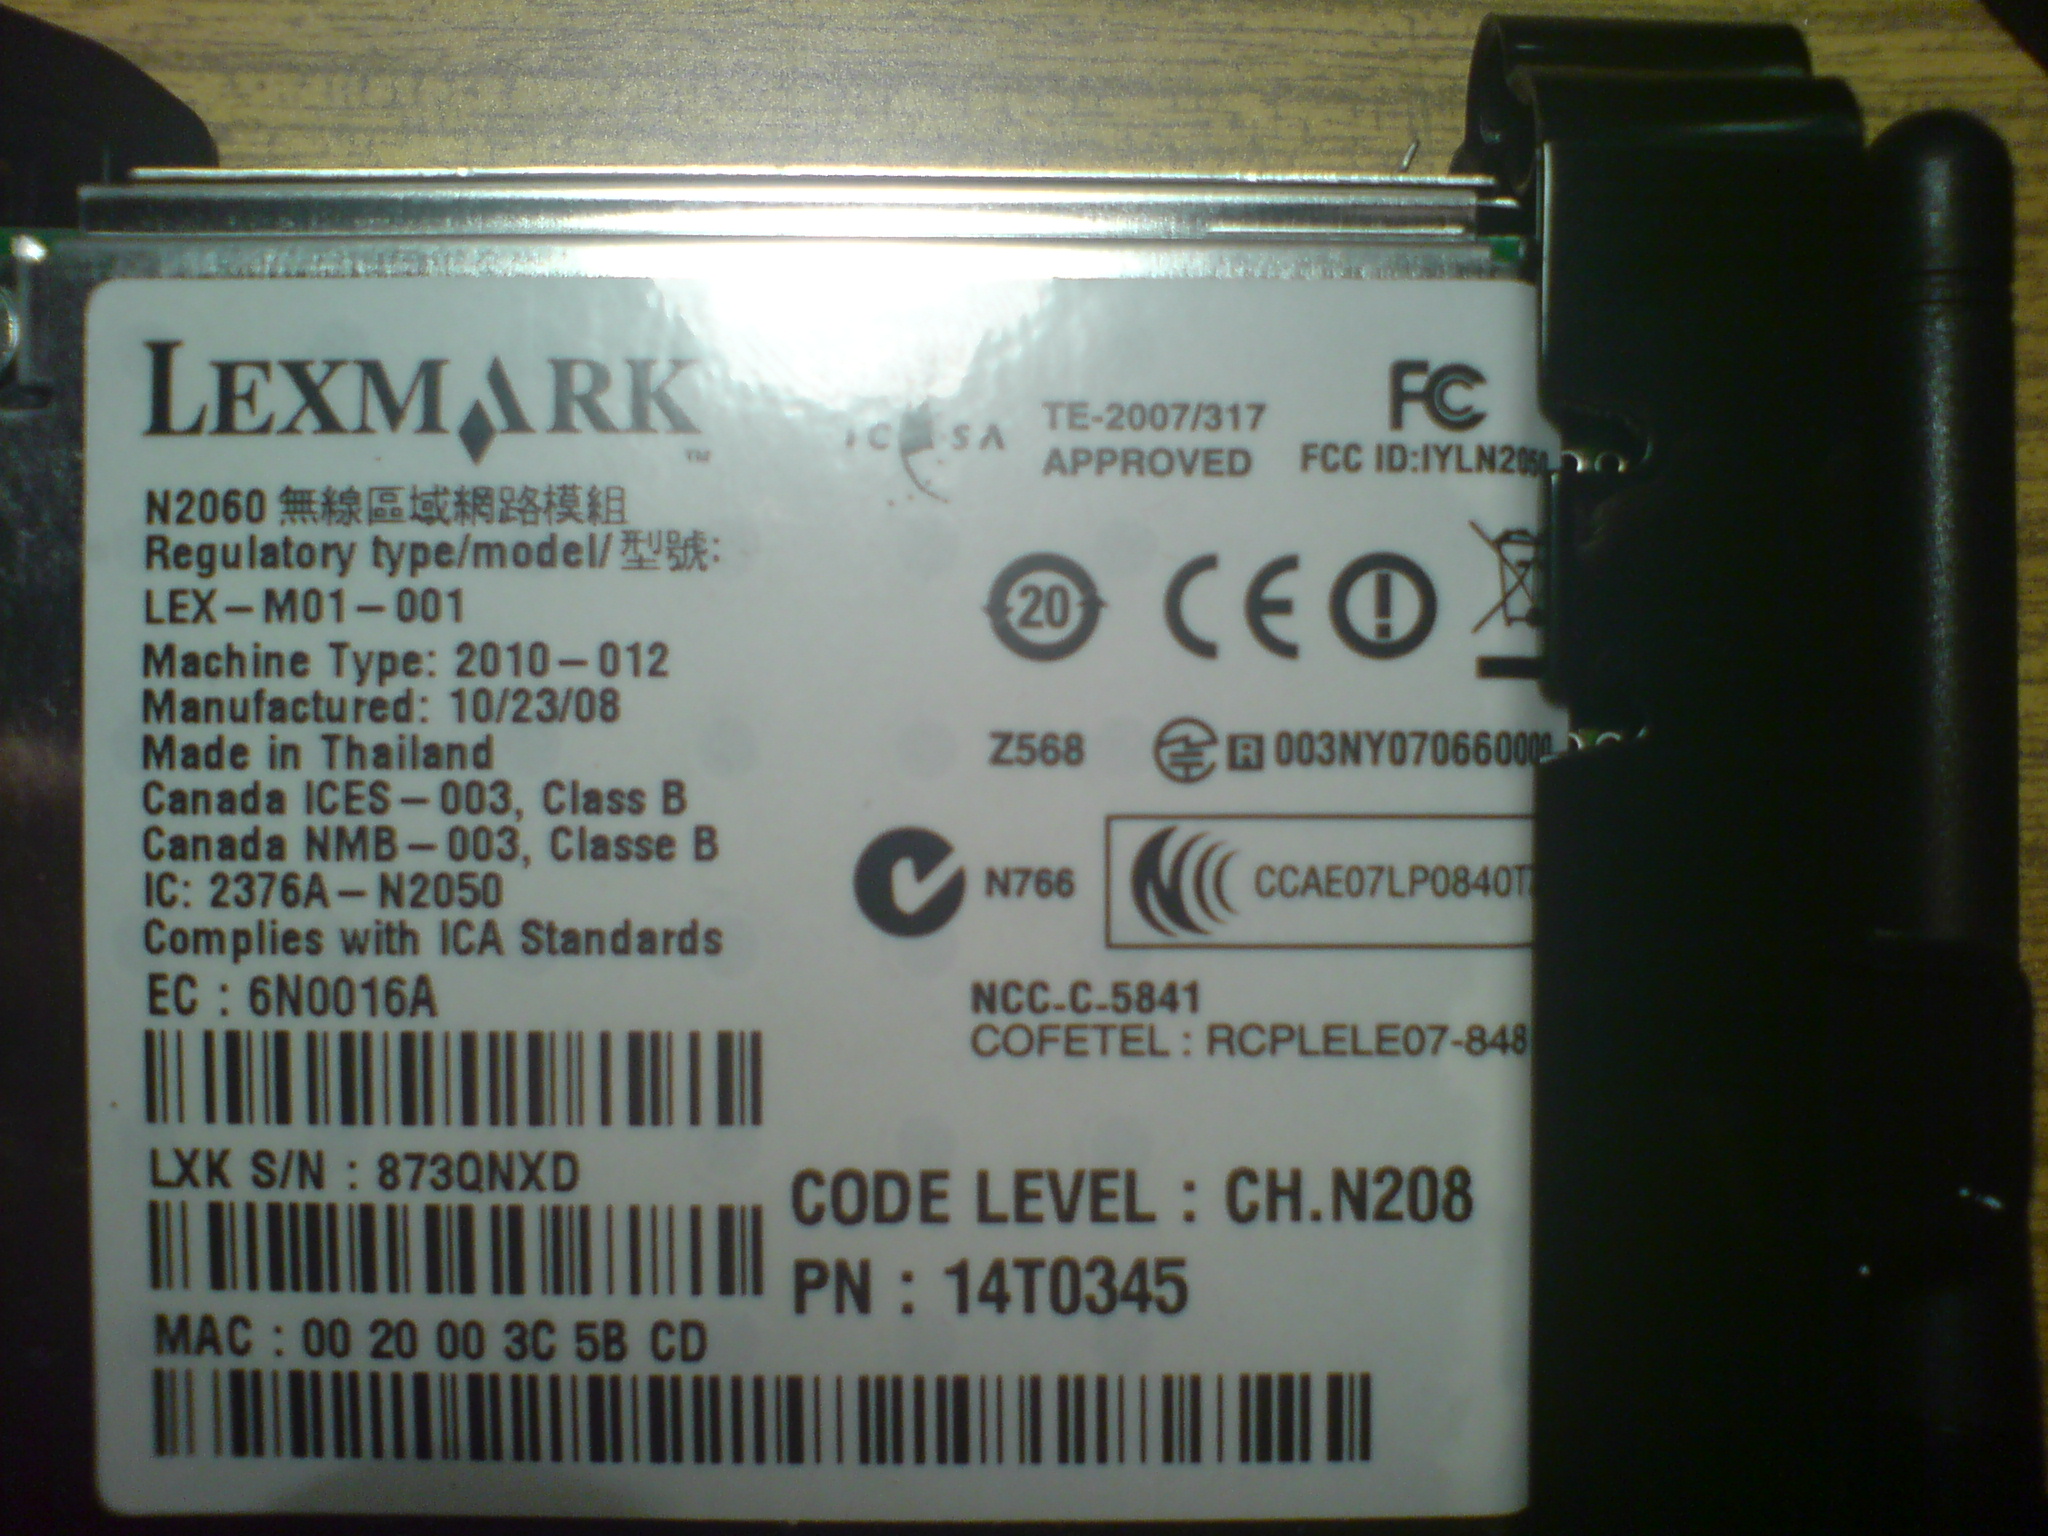 LEXMARK™
ICASA
TE-2007/317
APPROVED
FC
FCC ID:IYLN2050
N2060 無線區域網路模組
Regulatory type/model/型號:
LEX-M01-001
20
CE
Machine Type: 2010-012
Manufactured: 10/23/08
Made in Thailand
Z568
R 003NY070660000
Canada ICES-003, Class B
Canada NMB-003, Classe B
IC: 2376A-N2050
N766
CCAE07LP0840T
Complies with ICA Standards
EC : 6N0016A
NCC-C-5841
COFETEL : RCPLELE07-848
LXK S/N : 873QNXD
CODE LEVEL : CH.N208
PN : 14T0345
MAC : 00 20 00 3C 5B CD